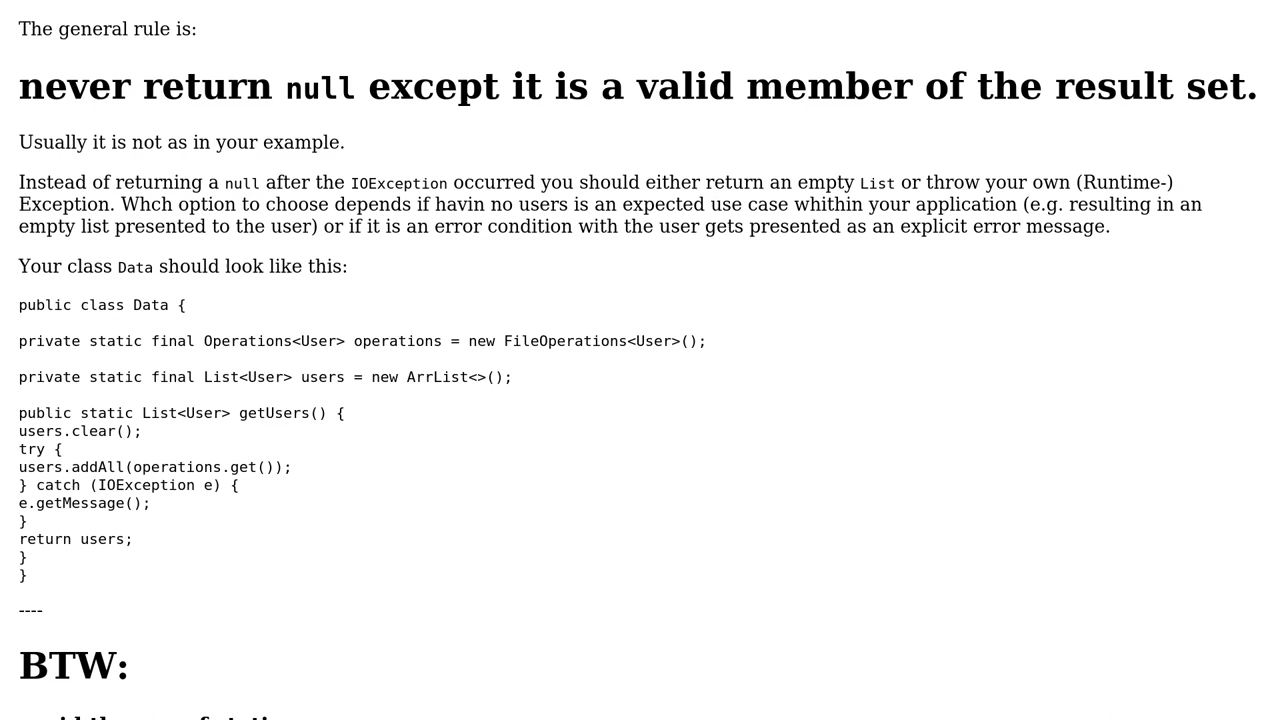 The general rule is:
never return null except it is a valid member of the result set.
Usually it is not as in your example.
Instead of returning a null after the IOException occurred you should either return an empty List or throw your own (Runtime-)
Exception. Whch option to choose depends if havin no users is an expected use case whithin your application (e.g. resulting in an
empty list presented to the user) or if it is an error condition with the user gets presented as an explicit error message.
Your class Data should look like this:
public class Data {
private static final Operations<User> operations = new FileOperations<User>();
private static final List<User> users = new ArrList<>();
public static List<User> getUsers() {
users.clear();
try {
users.addAll(operations.get());
} catch (IOException e) {
e.getMessage();
}
return users;
}
}
----
BTW: